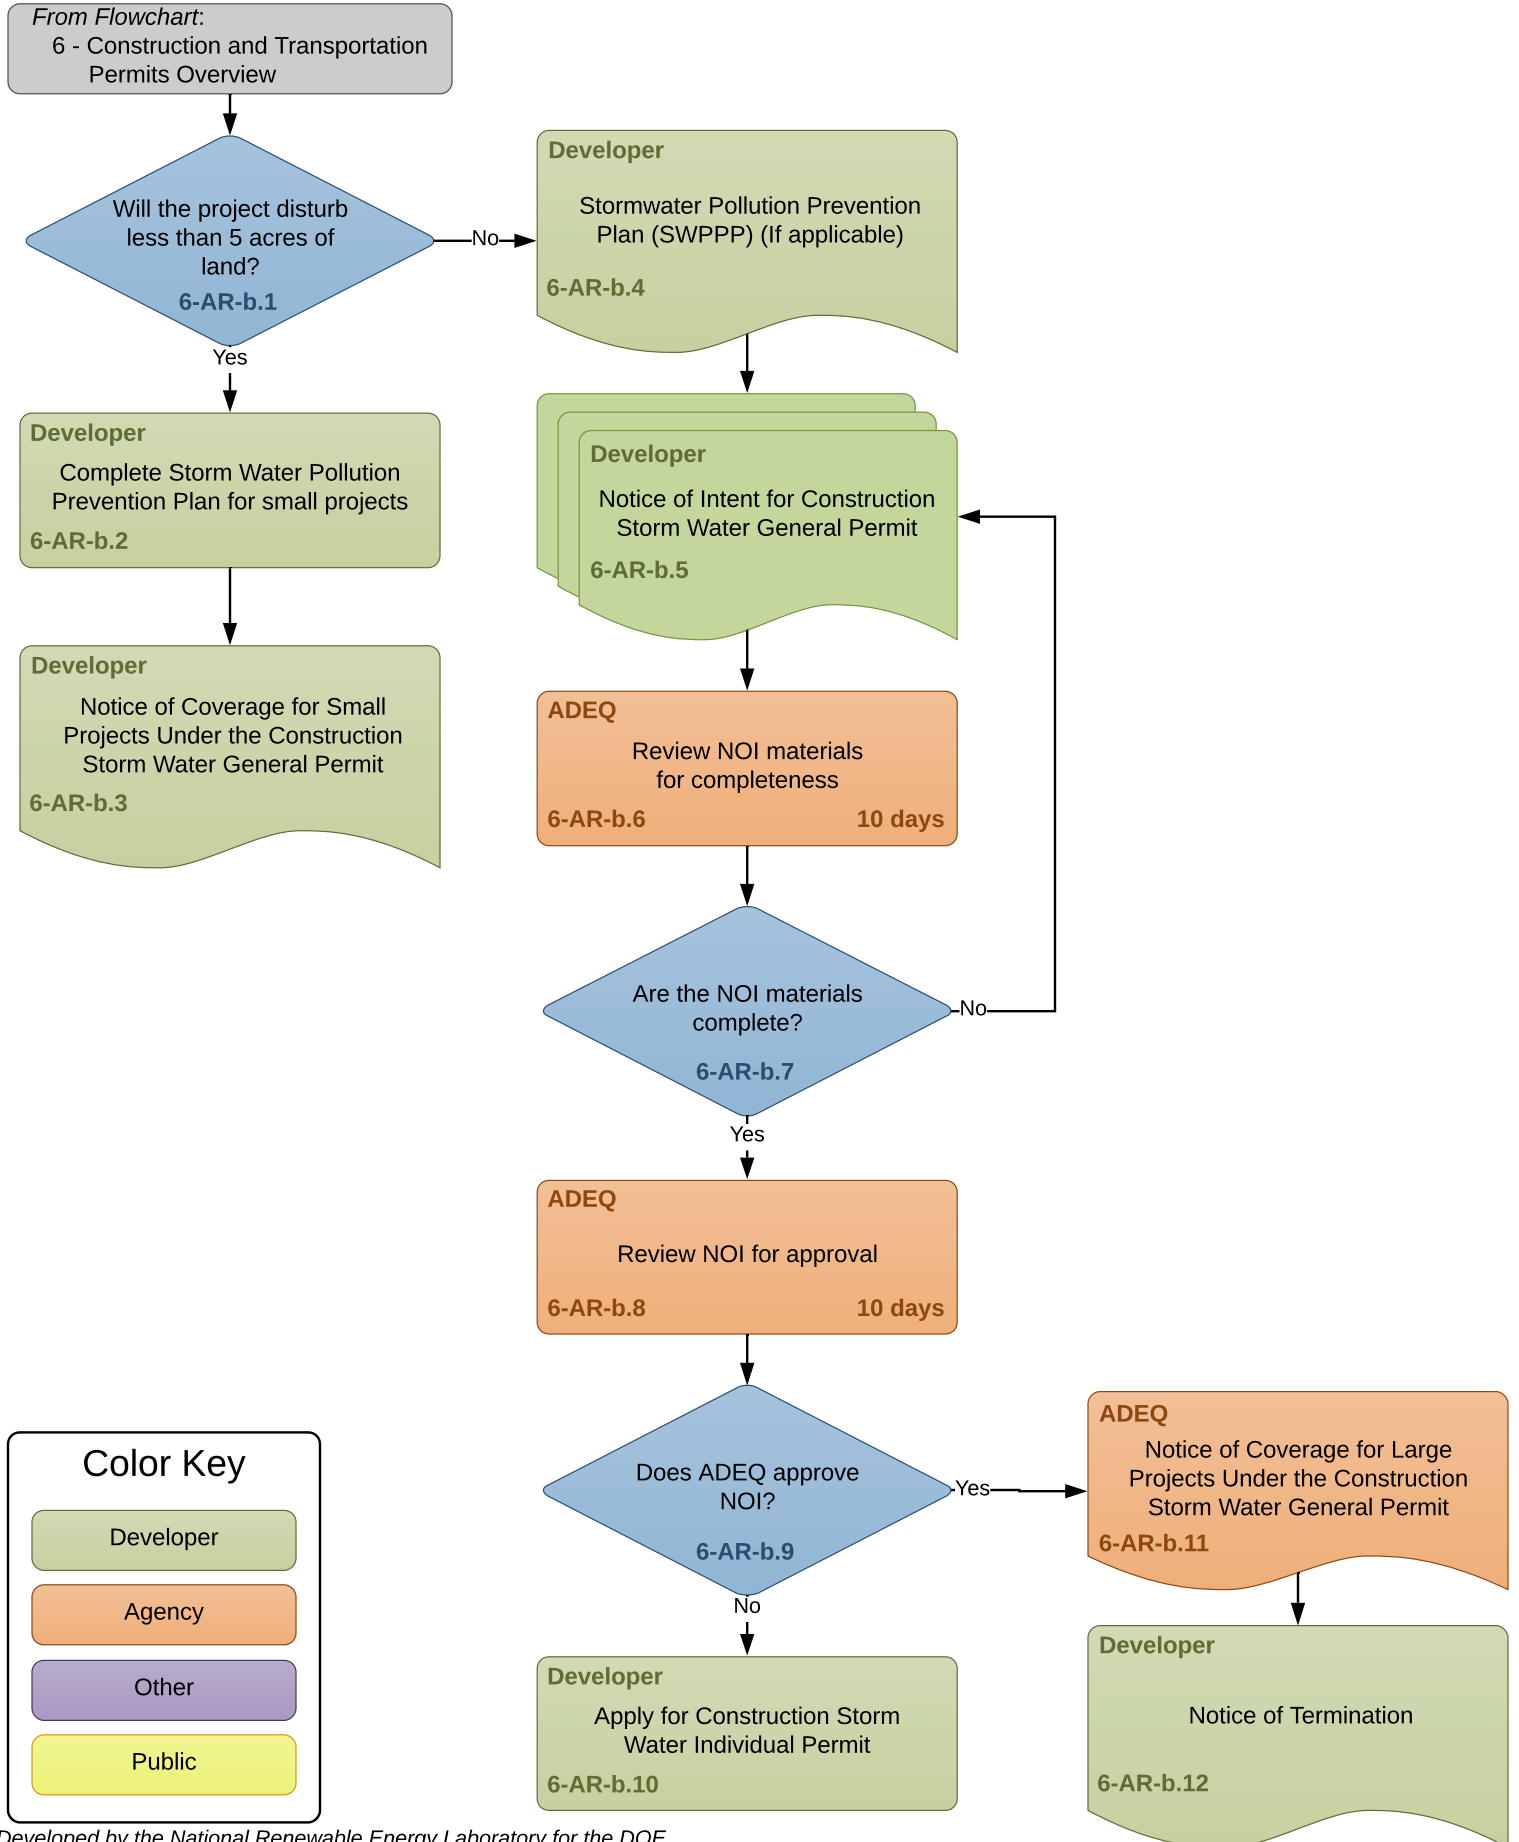 From Flowchart:
6 - Construction and Transportation
Permits Overview
Will the project disturb
less than 5 acres of
land?
6-AR-b.1
No
Yes
Developer
Stormwater Pollution Prevention
Plan (SWPPP) (If applicable)
6-AR-b.4
Developer
Complete Storm Water Pollution
Prevention Plan for small projects
6-AR-b.2
Developer
Notice of Coverage for Small
Projects Under the Construction
Storm Water General Permit
6-AR-b.3
Developer
Notice of Intent for Construction
Storm Water General Permit
6-AR-b.5
ADEQ
Review NOI materials
for completeness
6-AR-b.6 10 days
Are the NOI materials
complete?
6-AR-b.7
No
Yes
ADEQ
Review NOI for approval
6-AR-b.8 10 days
Does ADEQ approve
NOI?
6-AR-b.9
Yes
No
ADEQ
Notice of Coverage for Large
Projects Under the Construction
Storm Water General Permit
6-AR-b.11
Developer
Apply for Construction Storm
Water Individual Permit
6-AR-b.10
Developer
Notice of Termination
6-AR-b.12
Color Key
Developer
Agency
Other
Public
Developed by the National Renewable Energy Laboratory for the DOE